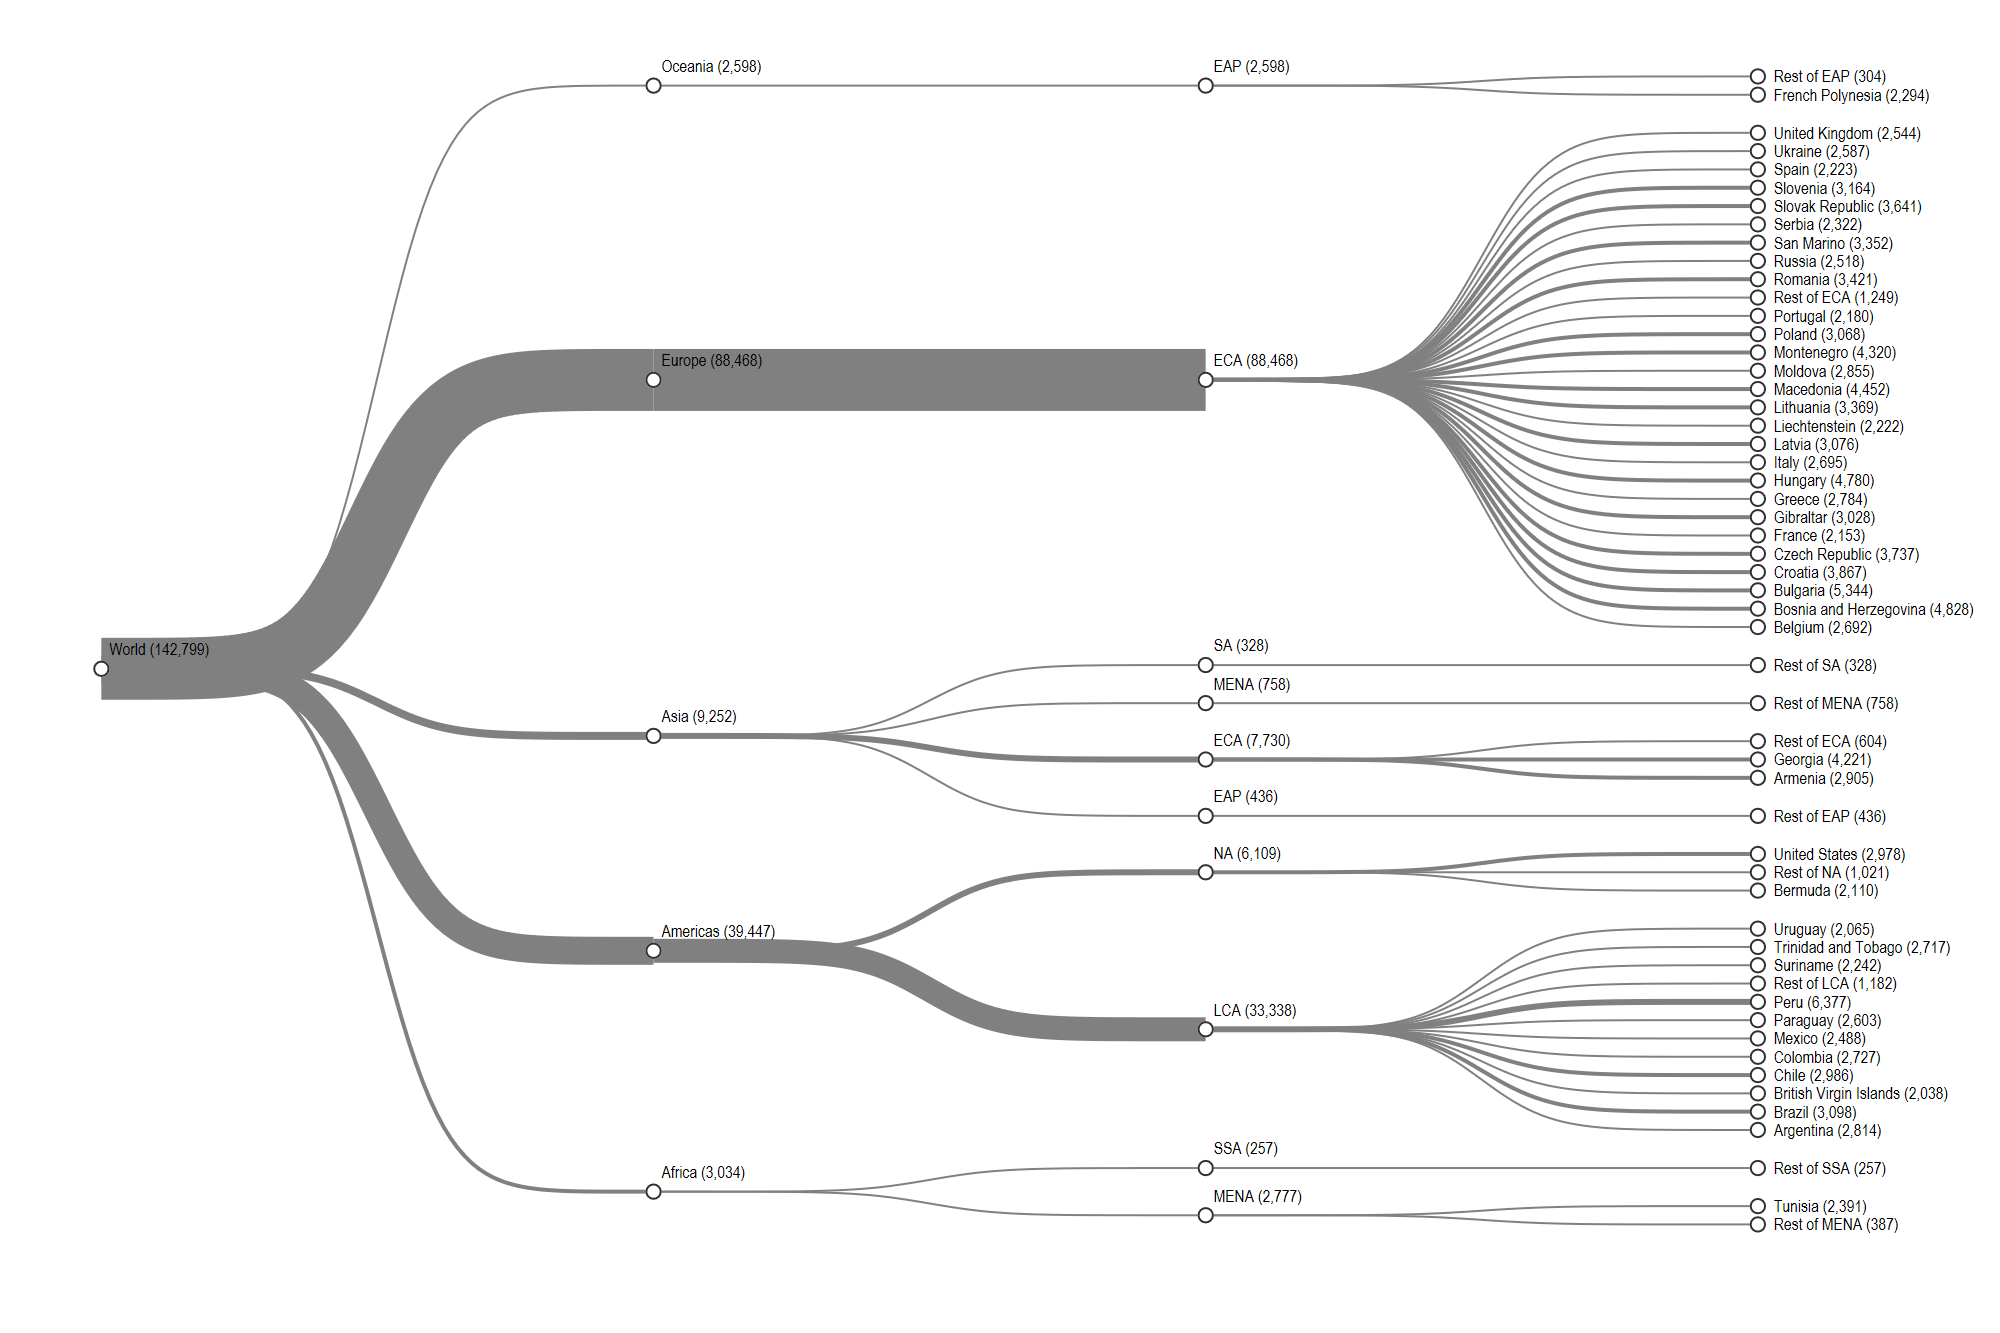 Oceania (2,598)
EAP (2,598)
Rest of EAP (304)
French Polynesia (2,294)
United Kingdom (2,544)
Ukraine (2,587)
Spain (2,223)
Slovenia (3,164)
Slovak Republic (3,641)
Serbia (2,322)
San Marino (3,352)
Russia (2,518)
Romania (3,421)
Rest of ECA (1,249)
Portugal (2,180)
Poland (3,068)
Europe (88,468)
ECA (88,468)
Montenegro (4,320)
Moldova (2,855)
Macedonia (4,452)
Lithuania (3,369)
Liechtenstein (2,222)
Latvia (3,076)
Italy (2,695)
Hungary (4,780)
Greece (2,784)
Gibraltar (3,028)
France (2,153)
Czech Republic (3,737)
Croatia (3,867)
Bulgaria (5,344)
Bosnia and Herzegovina (4,828)
Belgium (2,692)
World (142,799)
SA (328)
Rest of SA (328)
MENA (758)
Rest of MENA (758)
Asia (9,252)
ECA (7,730)
Rest of ECA (604)
Georgia (4,221)
Armenia (2,905)
EAP (436)
Rest of EAP (436)
NA (6,109)
United States (2,978)
Rest of NA (1,021)
Bermuda (2,110)
Americas (39,447)
Uruguay (2,065)
Trinidad and Tobago (2,717)
Suriname (2,242)
Rest of LCA (1,182)
LCA (33,338)
Peru (6,377)
Paraguay (2,603)
Mexico (2,488)
Colombia (2,727)
Chile (2,986)
British Virgin Islands (2,038)
Brazil (3,098)
Argentina (2,814)
Africa (3,034)
SSA (257)
Rest of SSA (257)
MENA (2,777)
Tunisia (2,391)
Rest of MENA (387)